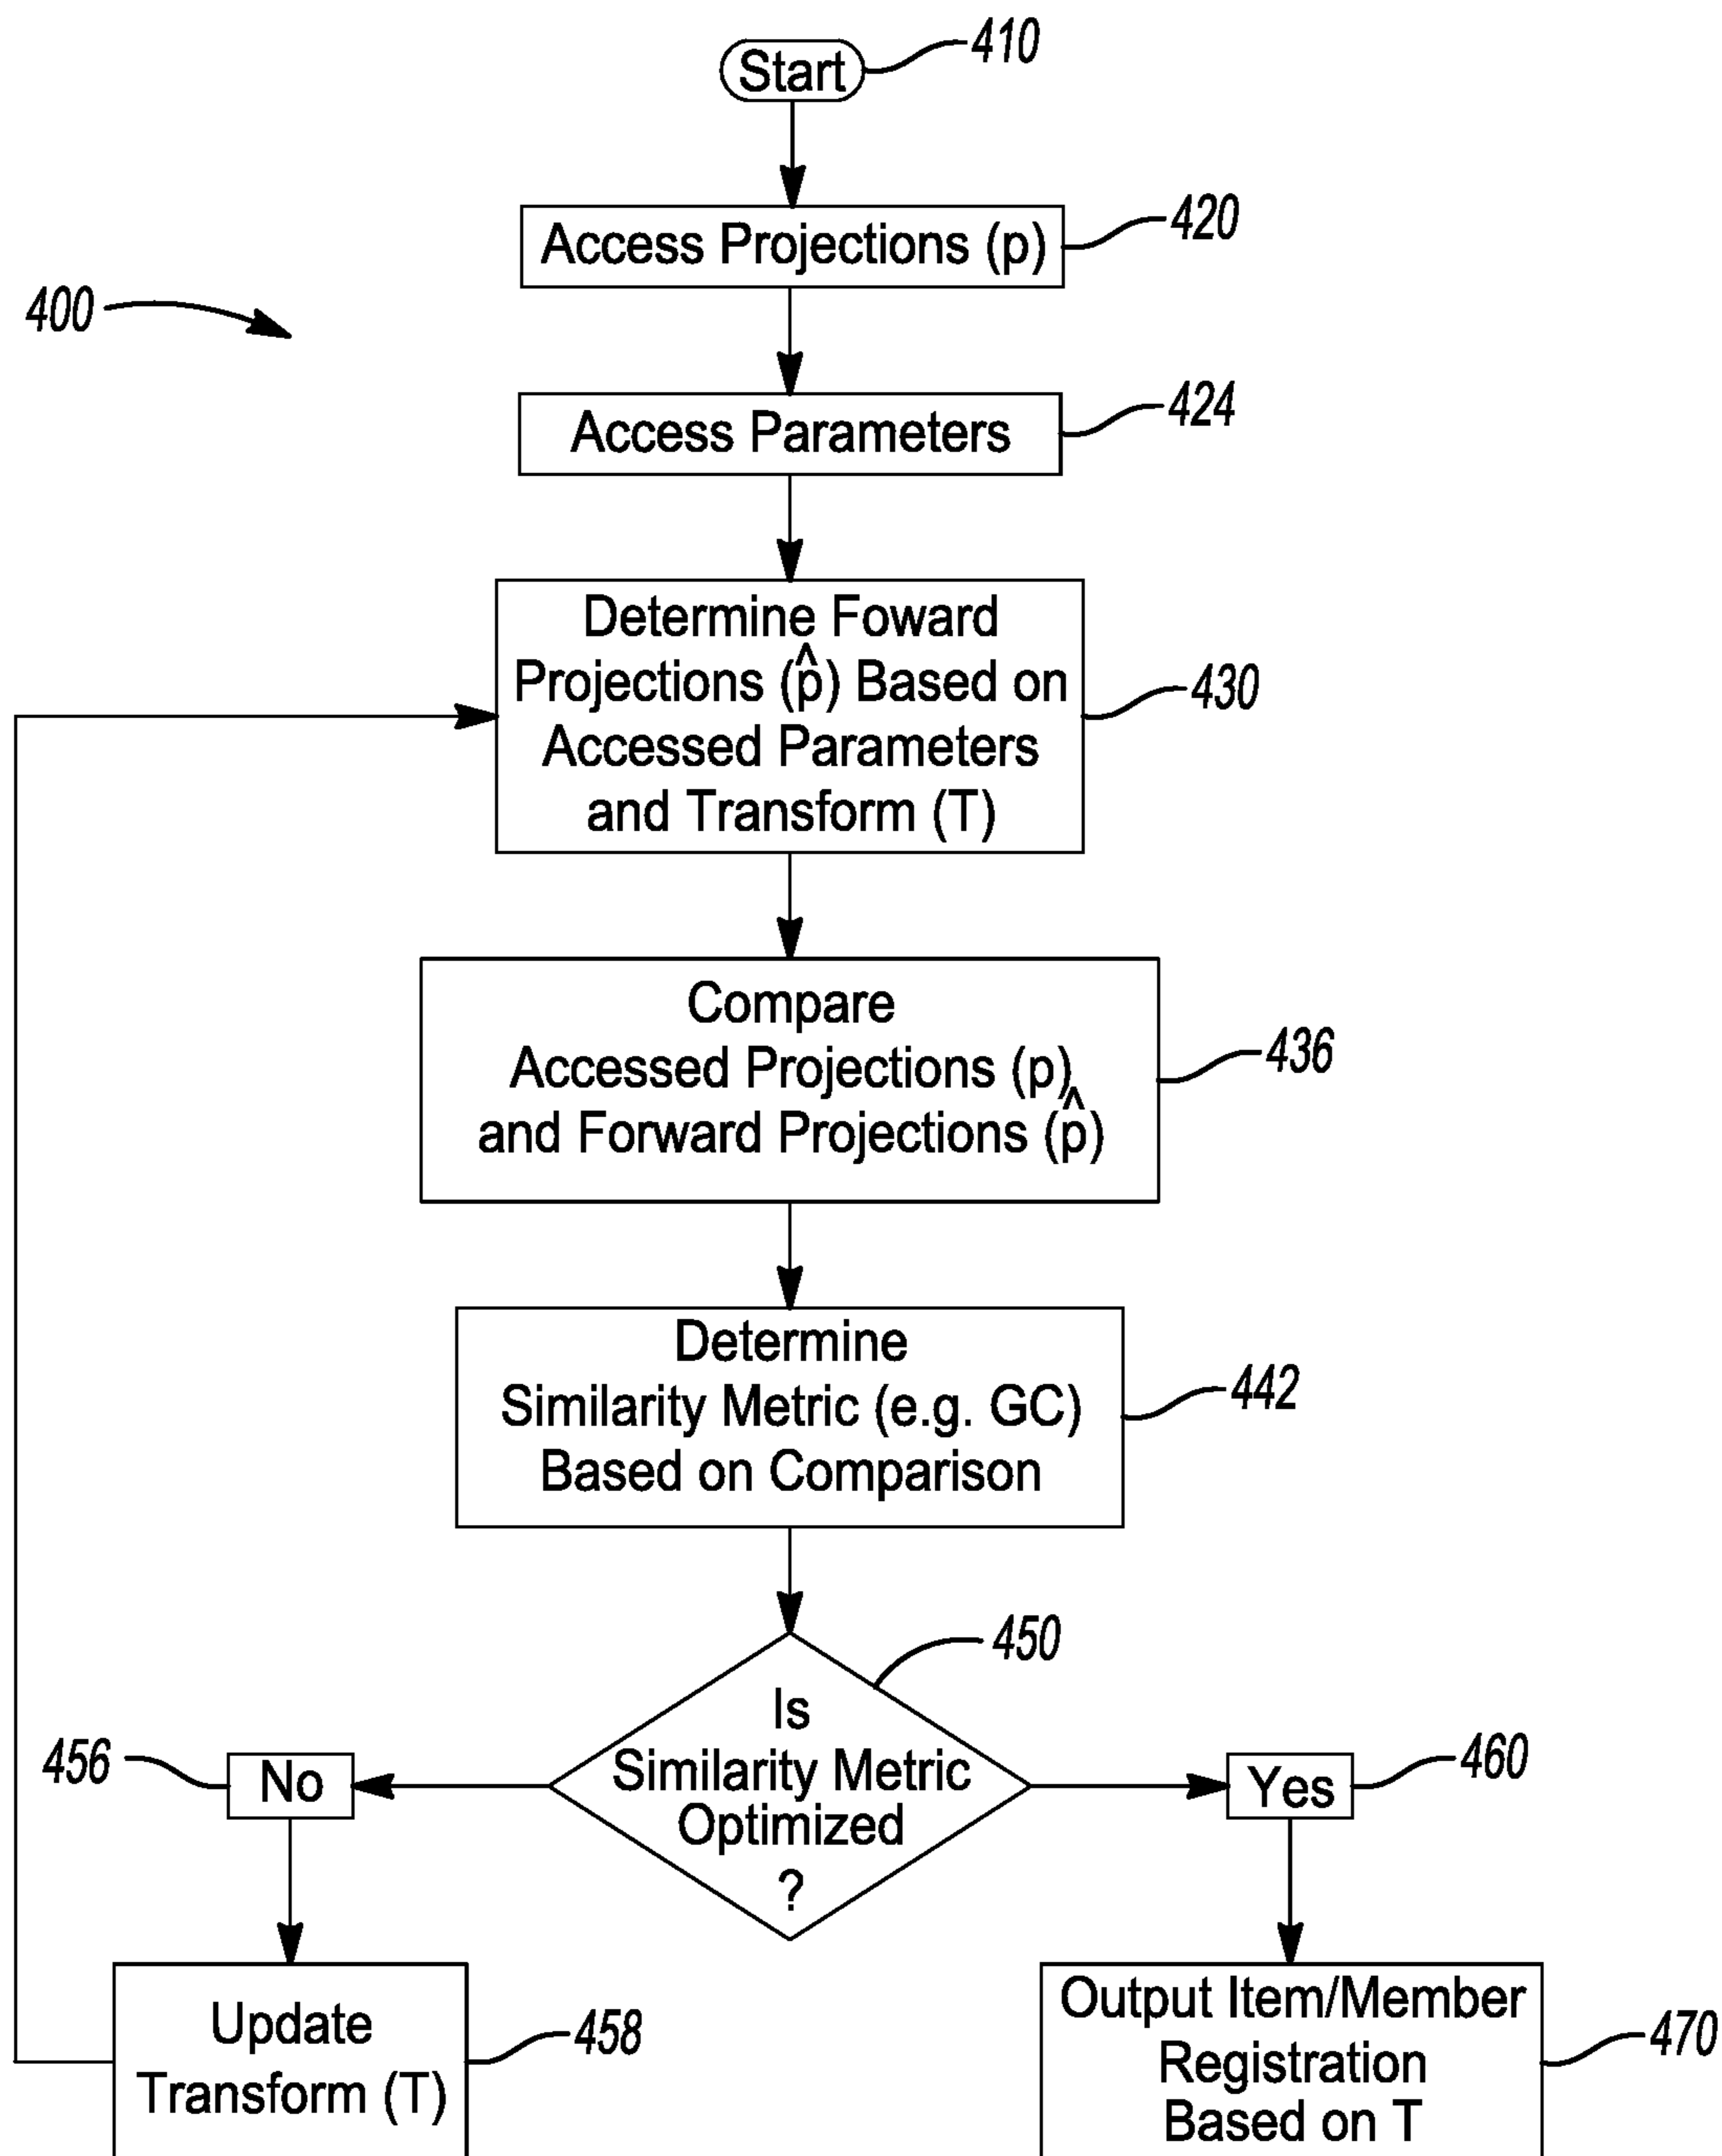 Start
410
Access Projections (p)
420
400
Access Parameters
424
Determine Foward
Projections (p̂) Based on
Accessed Parameters
and Transform (T)
430
Compare
Accessed Projections (p)
and Forward Projections (p̂)
436
Determine
Similarity Metric (e.g. GC)
Based on Comparison
442
Is
Similarity Metric
Optimized
?
450
456
No
Yes
460
Update
Transform (T)
458
Output Item/Member
Registration
Based on T
470